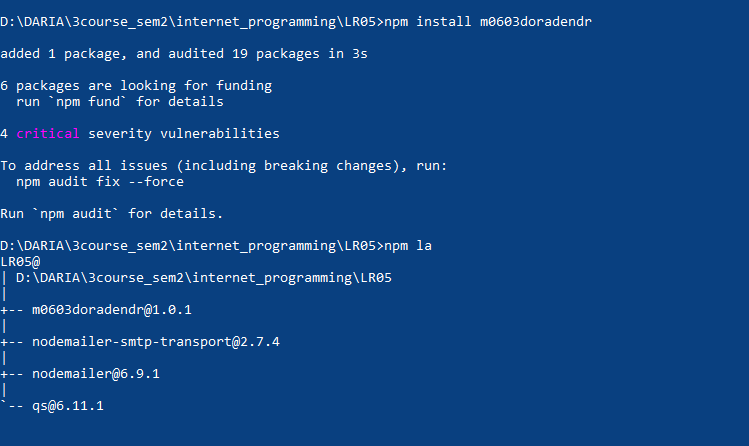 D:\DARIA\3course_sem2\internet_programming\LR05>npm install m0603doradendr
added 1 package, and audited 19 packages in 3s
6 packages are looking for funding
  run `npm fund` for details
4 critical severity vulnerabilities
To address all issues (including breaking changes), run:
  npm audit fix --force
Run `npm audit` for details.
D:\DARIA\3course_sem2\internet_programming\LR05>npm la
LR05@
| D:\DARIA\3course_sem2\internet_programming\LR05
|
+-- m0603doradendr@1.0.1
|
+-- nodemailer-smtp-transport@2.7.4
|
+-- nodemailer@6.9.1
|
`-- qs@6.11.1